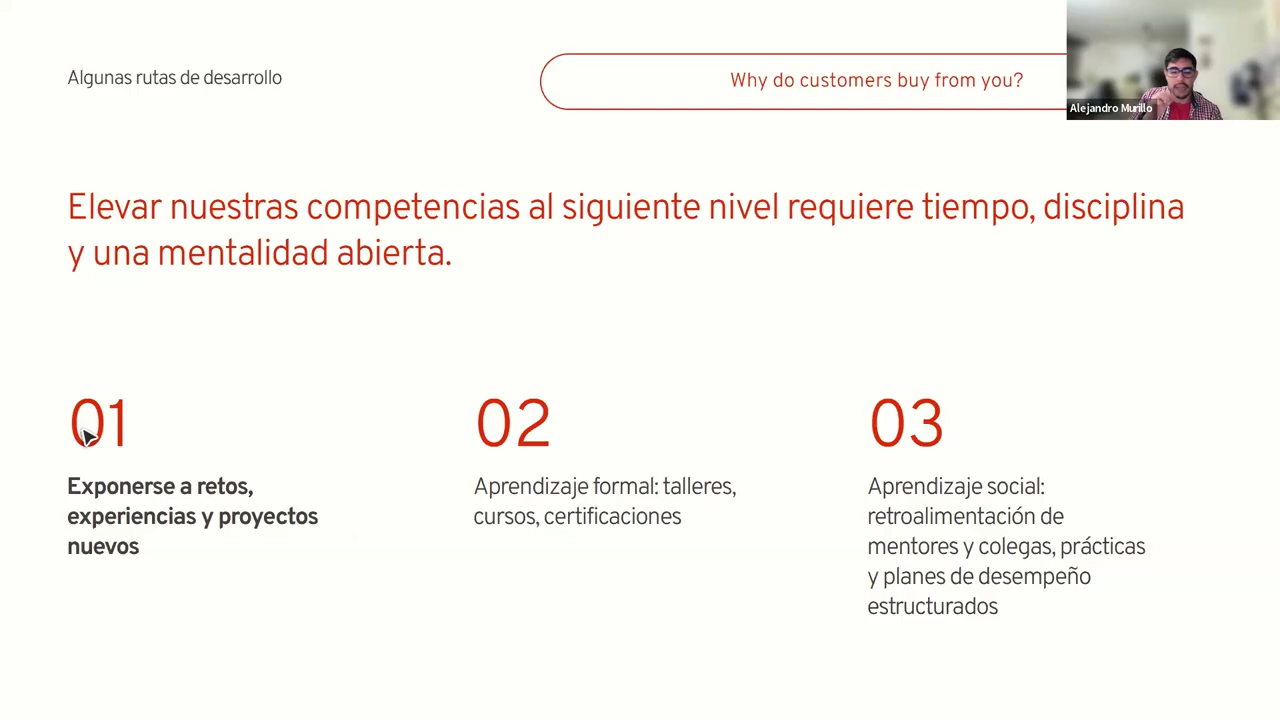 Algunas rutas de desarrollo
Why do customers buy from you?
Alejandro Murillo
Elevar nuestras competencias al siguiente nivel requiere tiempo, disciplina
y una mentalidad abierta.
01
Exponerse a retos,
experiencias y proyectos
nuevos
02
Aprendizaje formal: talleres,
cursos, certificaciones
03
Aprendizaje social:
retroalimentación de
mentores y colegas, prácticas
y planes de desempeño
estructurados